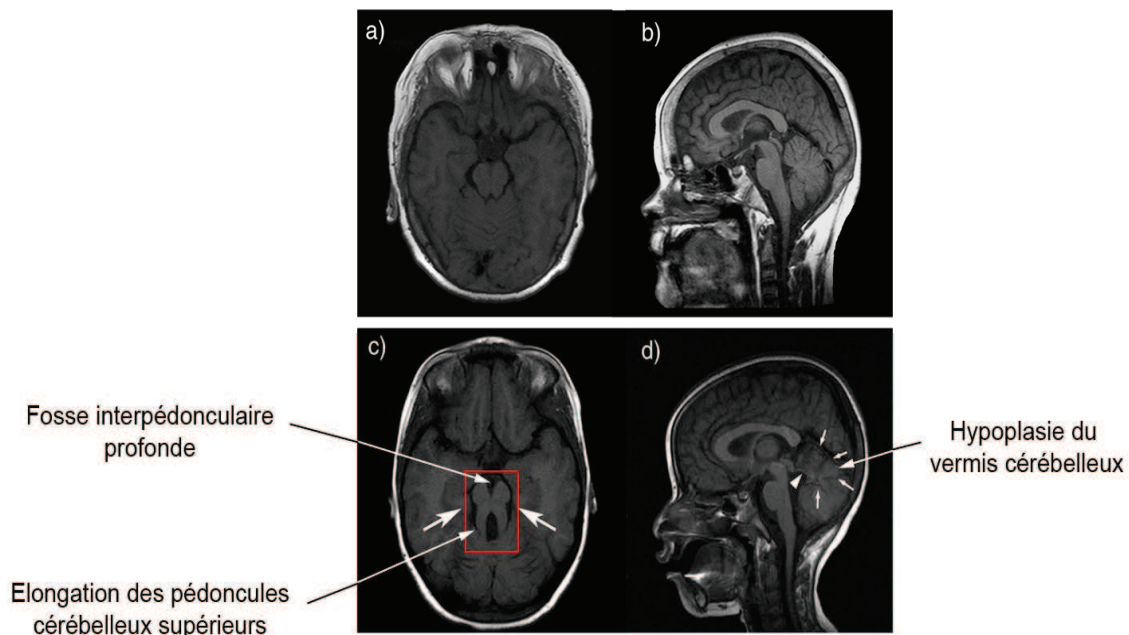 a)
b)
c)
d)
Fosse interpédonculaire
profonde
Hypoplasie du
vermis cérébelleux
Elongation des pédoncules
cérébelleux supérieurs